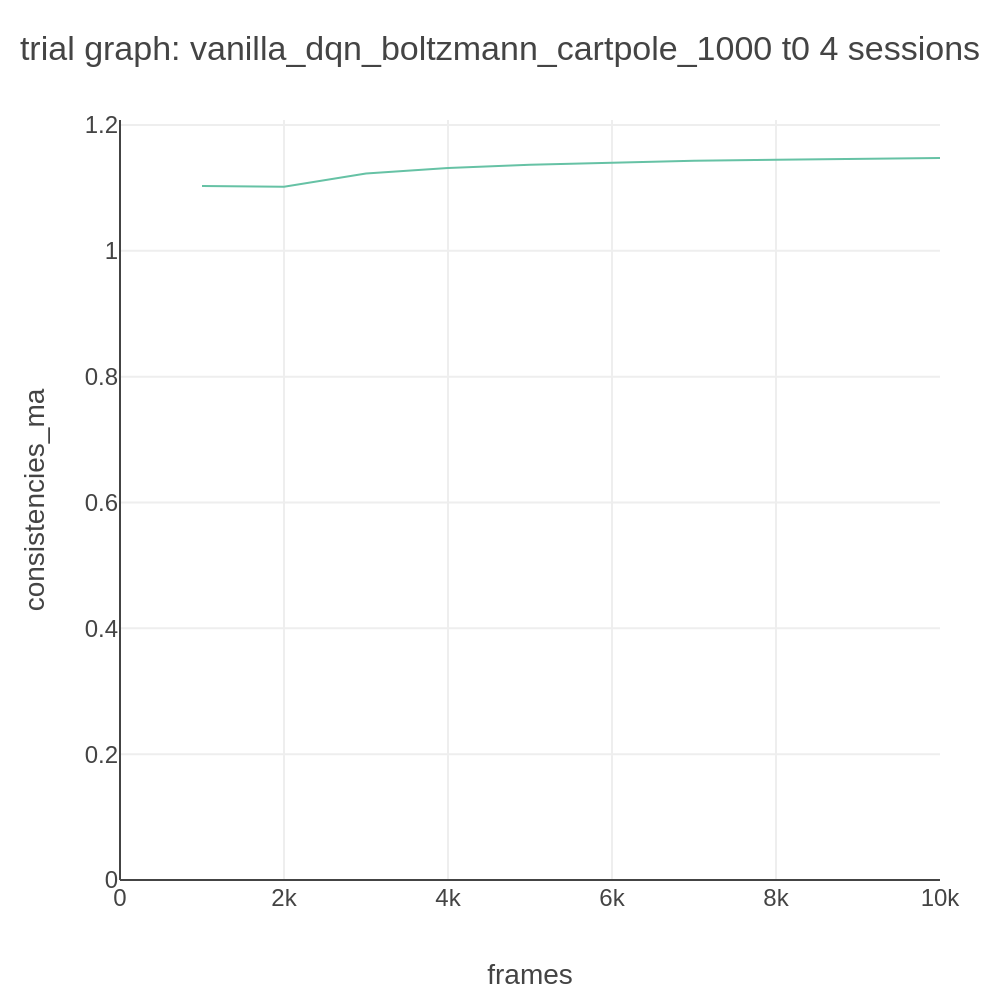 trial graph: vanilla_dqn_boltzmann_cartpole_1000 t0 4 sessions
1.2
1
0.8
0.6
0.4
0.2
0
consistencies_ma
0
2k
4k
6k
8k
10k
frames